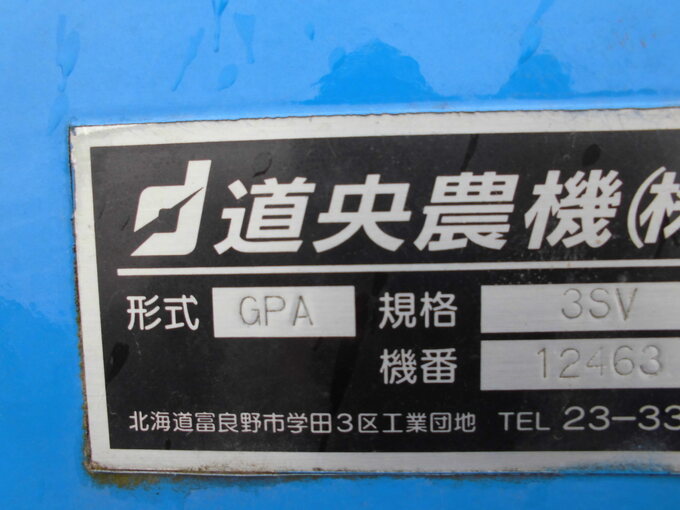 道央農機(株
形式 GPA 規格 3SV
機番 12463
北海道富良野市学田3区工業団地 TEL 23-33